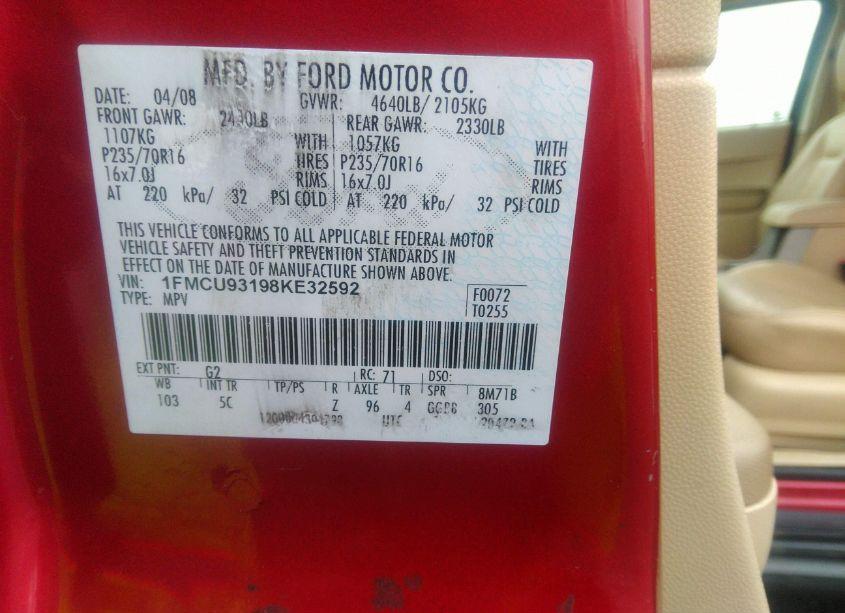 MFD. BY FORD MOTOR CO.
DATE: 04/08 GVWR: 4640LB/ 2105KG
FRONT GAWR: 2440LB REAR GAWR: 2330LB
1107KG WITH 1057KG WITH
P235/70R16 TIRES P235/70R16 TIRES
16x7.0J RIMS 16x7.0J RIMS
AT 220 kPa/ 32 PSI COLD AT 220 kPa/ 32 PSI COLD
THIS VEHICLE CONFORMS TO ALL APPLICABLE FEDERAL MOTOR
VEHICLE SAFETY AND THEFT PREVENTION STANDARDS IN
EFFECT ON THE DATE OF MANUFACTURE SHOWN ABOVE.
VIN: 1FMCU93198KE32592 F0072
TYPE: MPV T0255
EXT PNT: G2 RC: 71 DSO:
WB INT TR TP/PS R AXLE TR SPR 8M71B
103 5C Z 96 4 GGBB 305
UTC